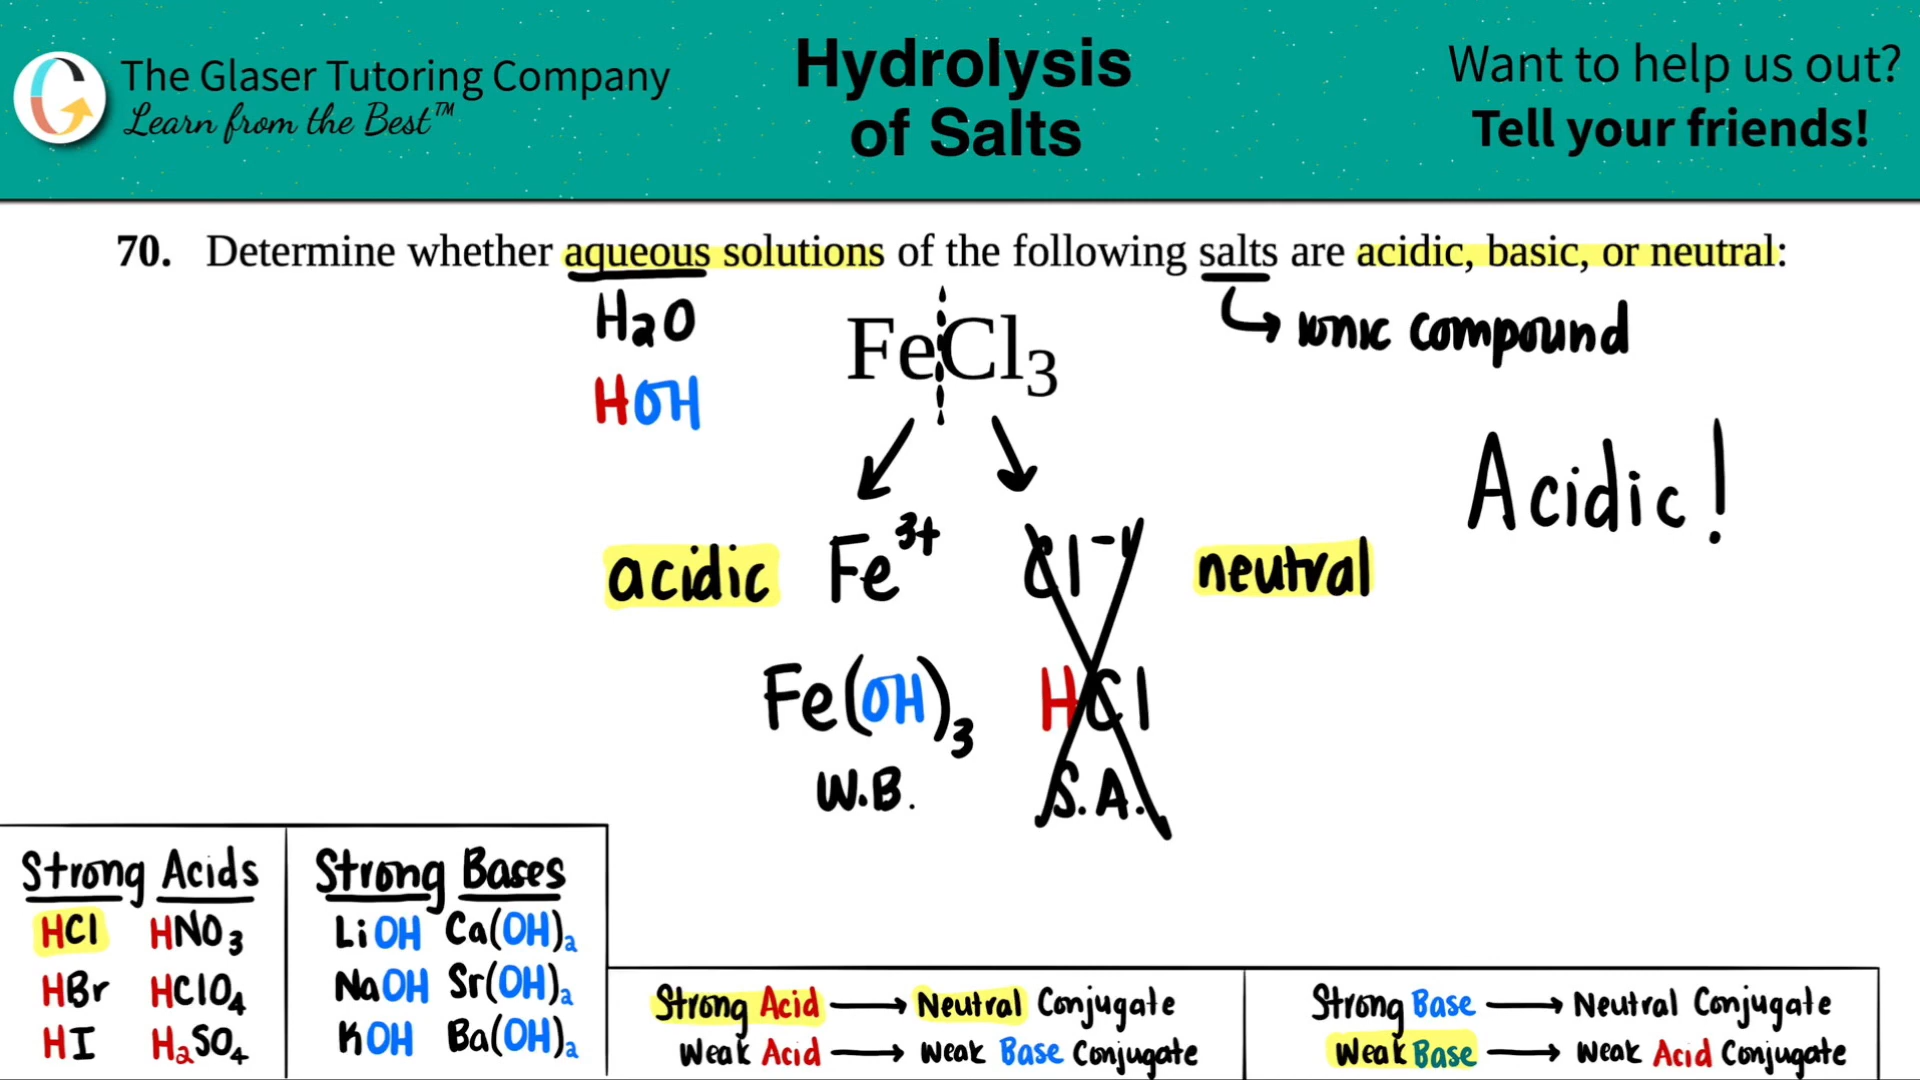 The Glaser Tutoring Company
Learn from the Best™
Hydrolysis
of Salts
Want to help us out?
Tell your friends!
70. Determine whether aqueous solutions of the following salts are acidic, basic, or neutral:
H₂O
HOH
FeCl₃
ionic compound
Acidic!
acidic Fe³⁺ Cl⁻ neutral
Fe(OH)₃ HCl
W.B. S.A.
Strong Acids
HCl HNO₃
HBr HClO₄
HI H₂SO₄
Strong Bases
LiOH Ca(OH)₂
NaOH Sr(OH)₂
KOH Ba(OH)₂
Strong Acid → Neutral Conjugate
Weak Acid → Weak Base Conjugate
Strong Base → Neutral Conjugate
Weak Base → Weak Acid Conjugate